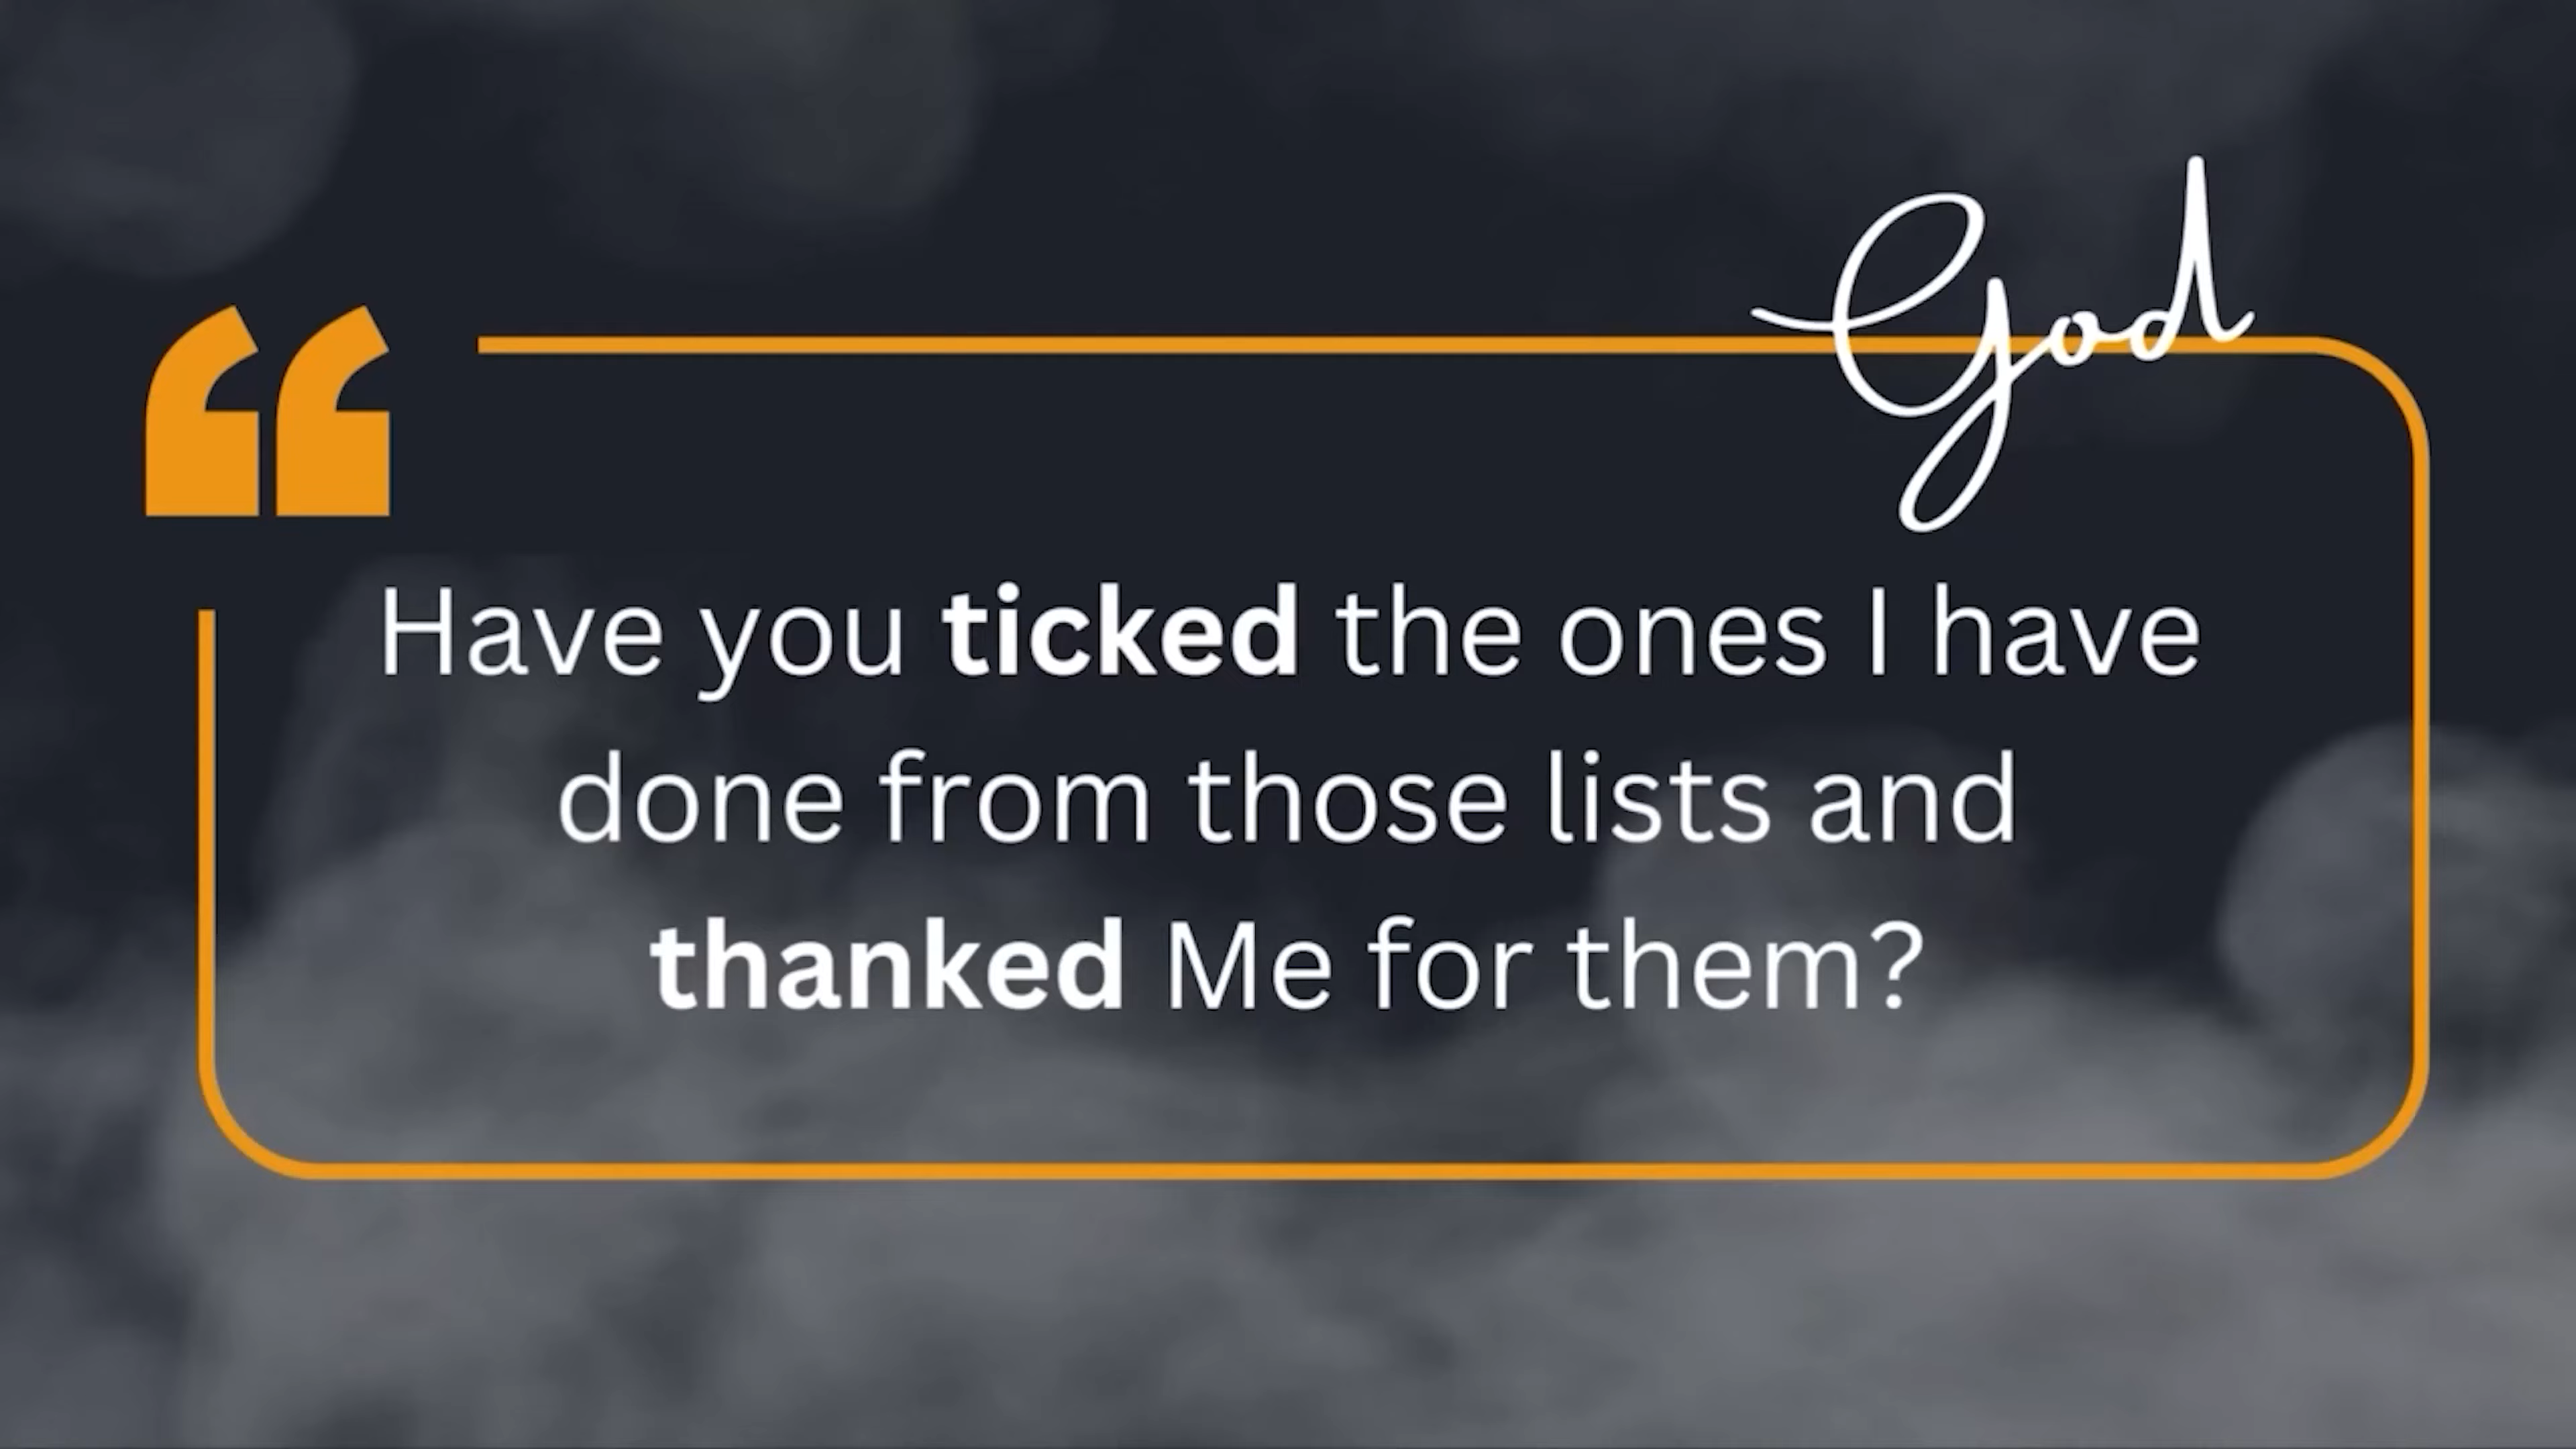 God
“
Have you ticked the ones I have
done from those lists and
thanked Me for them?